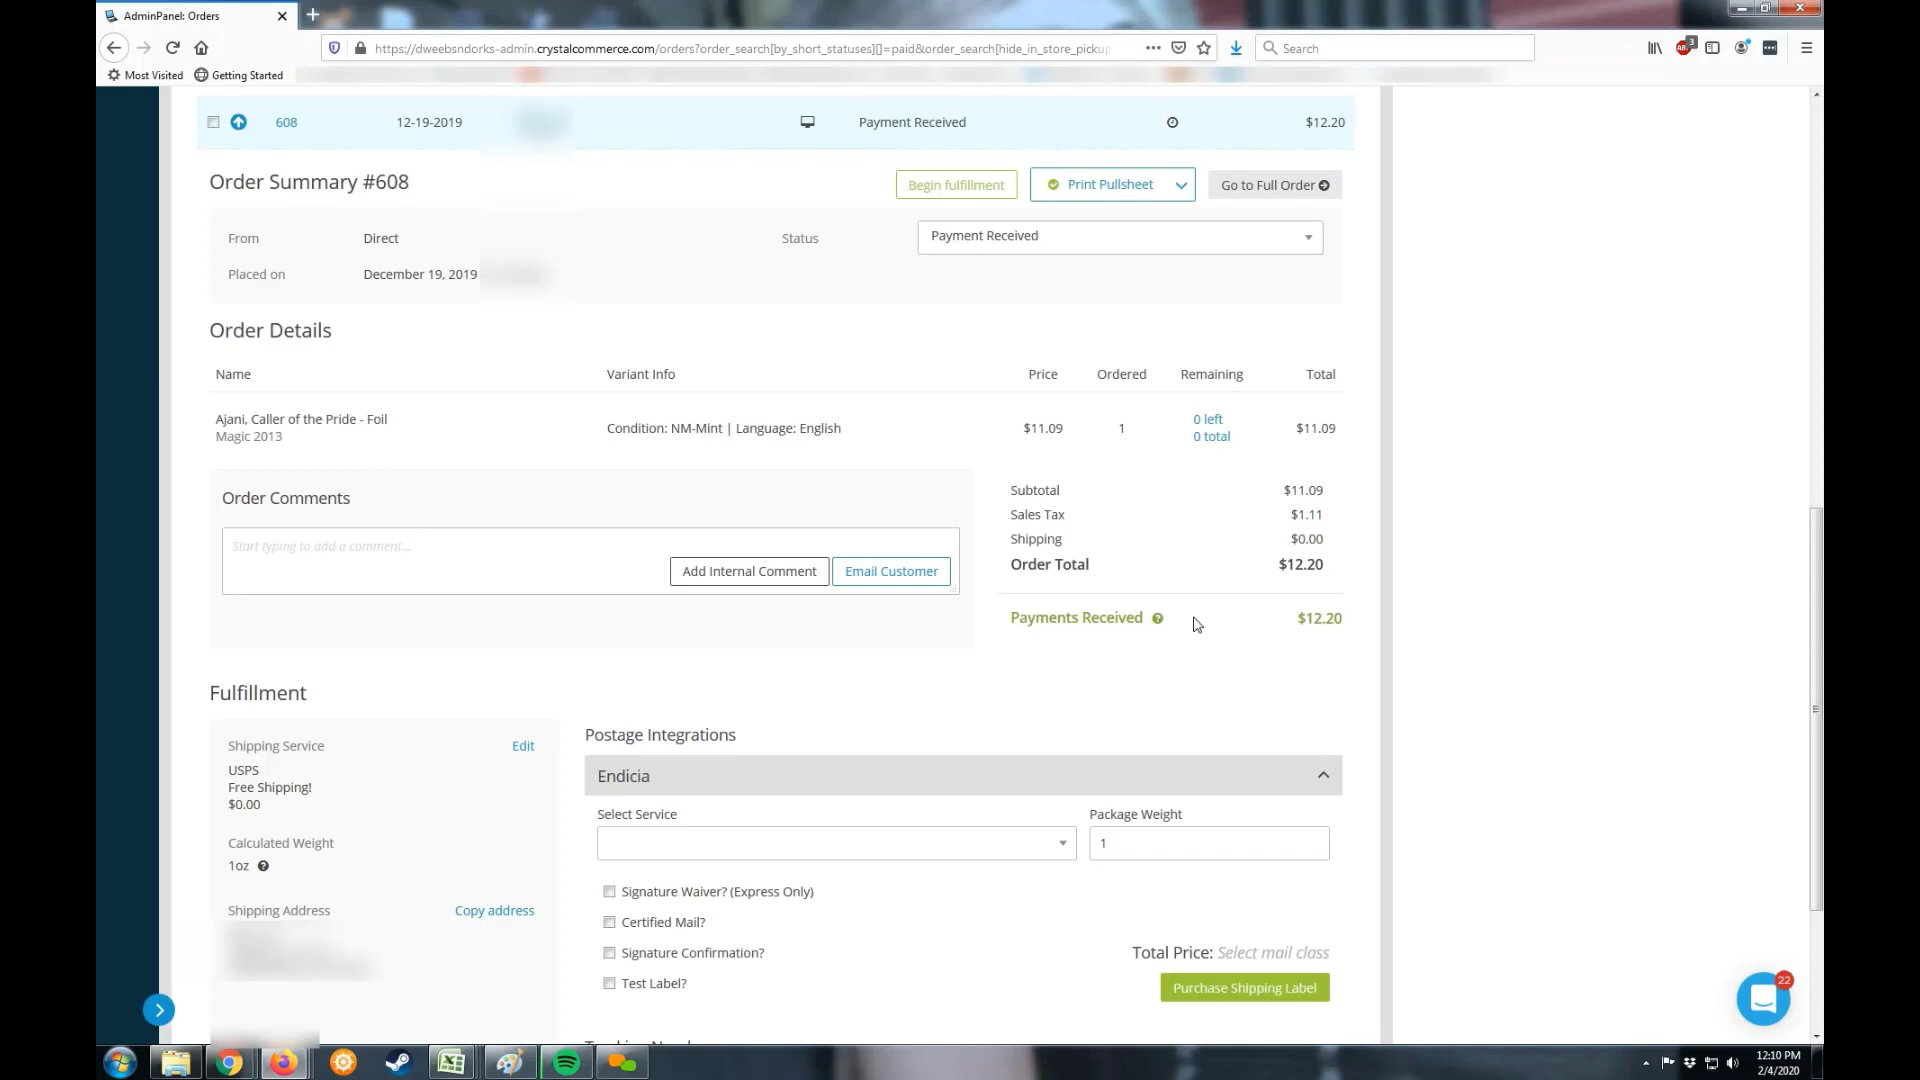 AdminPanel: Orders
https://dweebsndorks-admin.crystalcommerce.com/orders?order_search[by_short_statuses][]=paid&order_search[hide_in_store_pickup
Search
3
Most Visited
Getting Started
608 12-19-2019 Payment Received $12.20
Order Summary #608
Begin fulfillment
Print Pullsheet
Go to Full Order
From Direct
Status Payment Received
Placed on December 19, 2019
Order Details
Name Variant Info Price Ordered Remaining Total
Ajani, Caller of the Pride - Foil
Magic 2013
Condition: NM-Mint | Language: English
$11.09 1
0 left
0 total
$11.09
Order Comments
Start typing to add a comment...
Add Internal Comment
Email Customer
Subtotal $11.09
Sales Tax $1.11
Shipping $0.00
Order Total $12.20
Payments Received $12.20
Fulfillment
Shipping Service Edit
USPS
Free Shipping!
$0.00
Calculated Weight
1oz
Shipping Address Copy address
Postage Integrations
Endicia
Select Service
Package Weight
1
Signature Waiver? (Express Only)
Certified Mail?
Signature Confirmation?
Test Label?
Total Price: Select mail class
Purchase Shipping Label
22
12:10 PM
2/4/2020